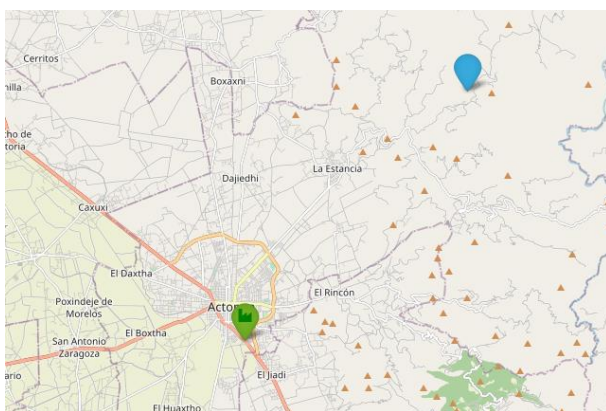 Cerritos
Boxaxni
nilla
cho de
toria
La Estancia
Dajiedhi
Caxuxi
El Daxtha
El Rincón
Poxindeje de
Morelos
Acto
El Boxtha
San Antonio
Zaragoza
ario
El Jiadi
El Huaxtho